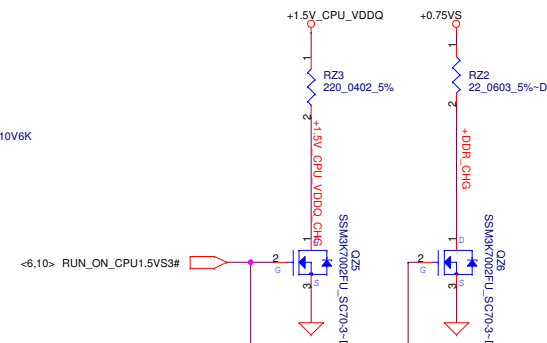 +1.5V_CPU_VDDQ
+0.75VS
1
1
RZ3
220_0402_5%
RZ2
22_0603_5%~D
2
2
10V6K
+1.5V_CPU_VDDQ_CHG
+DDR_CHG
1
D
1
D
QZ5
SSM3K7002FU_SC70-3~D
QZ6
SSM3K7002FU_SC70-3~D
<6,10> RUN_ON_CPU1.5VS3#
2
G
2
G
3
S
3
S